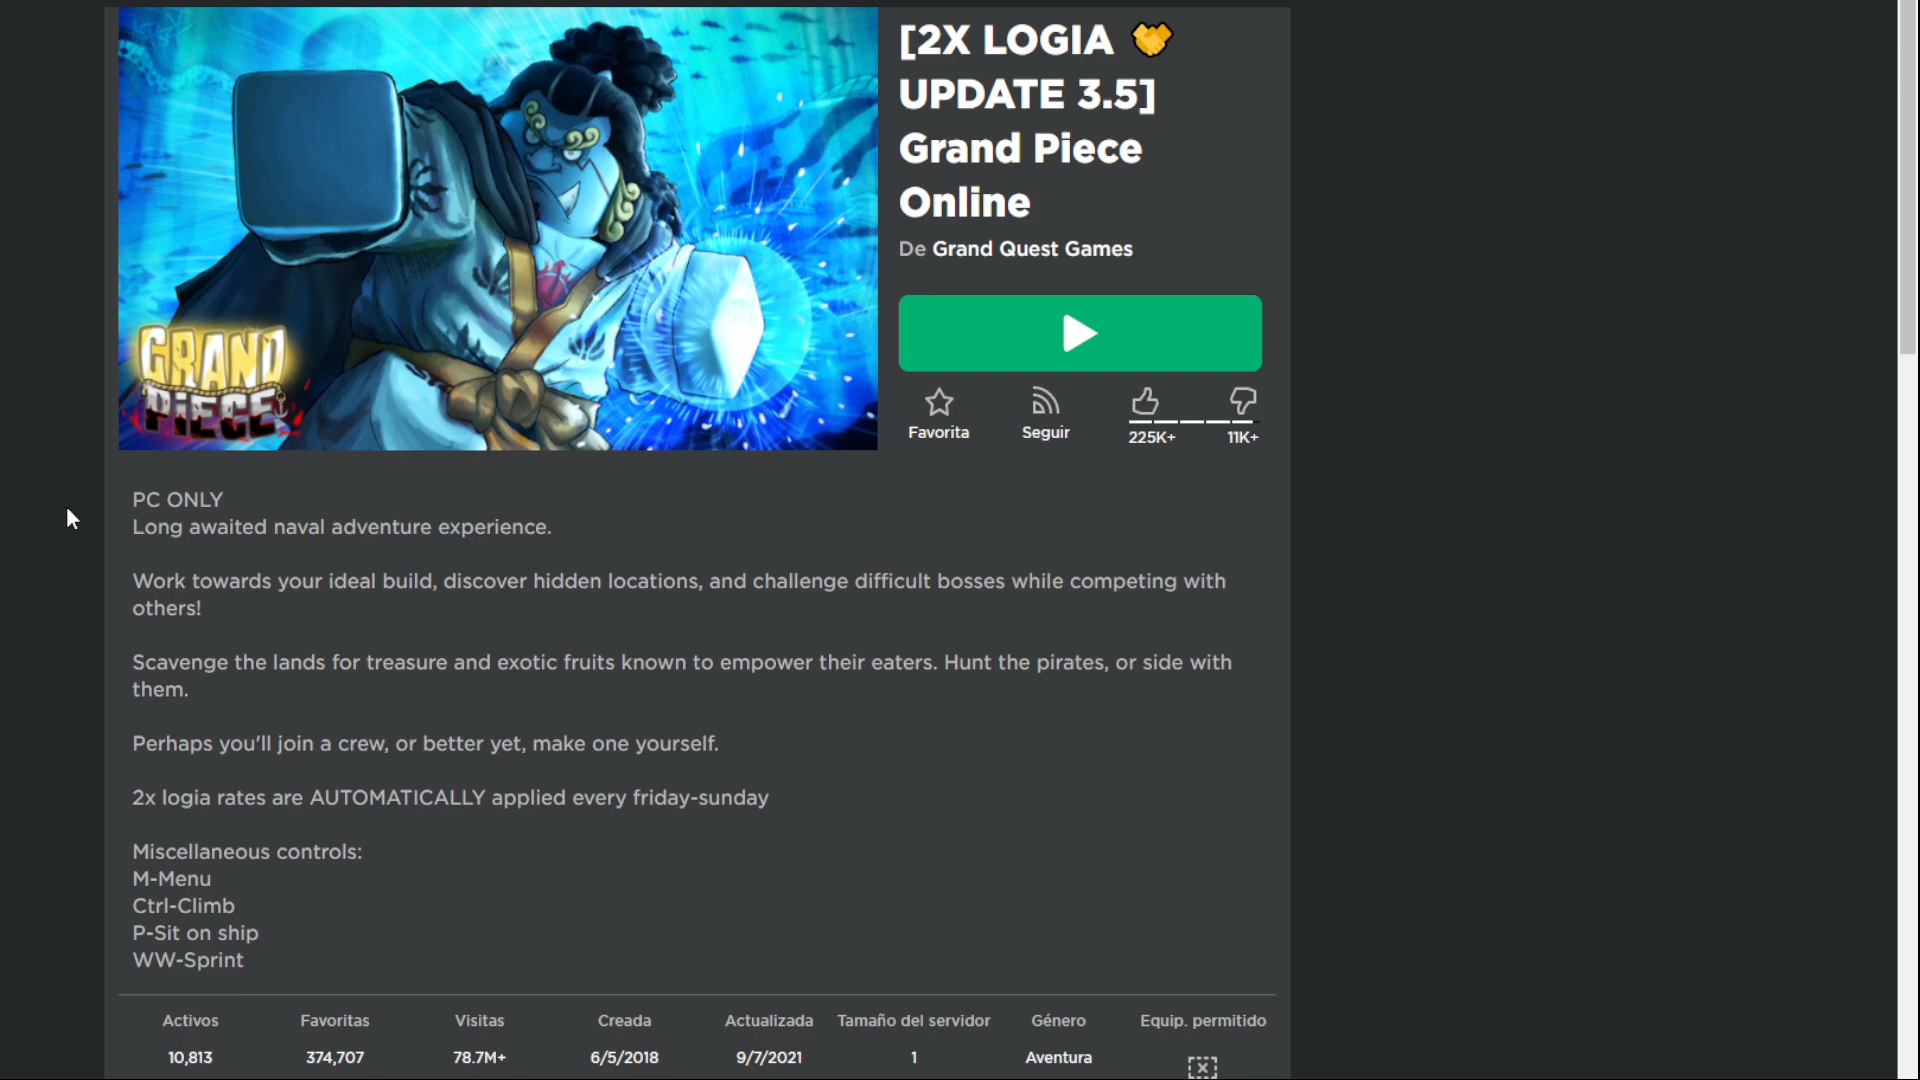 GRAND
PIECE
[2X LOGIA 🤝
UPDATE 3.5]
Grand Piece
Online
De Grand Quest Games
Favorita
Seguir
225K+
11K+
PC ONLY
Long awaited naval adventure experience.
Work towards your ideal build, discover hidden locations, and challenge difficult bosses while competing with
others!
Scavenge the lands for treasure and exotic fruits known to empower their eaters. Hunt the pirates, or side with
them.
Perhaps you'll join a crew, or better yet, make one yourself.
2x logia rates are AUTOMATICALLY applied every friday-sunday
Miscellaneous controls:
M-Menu
Ctrl-Climb
P-Sit on ship
WW-Sprint
Activos Favoritas Visitas Creada Actualizada Tamaño del servidor Género Equip. permitido
10,813 374,707 78.7M+ 6/5/2018 9/7/2021 1 Aventura